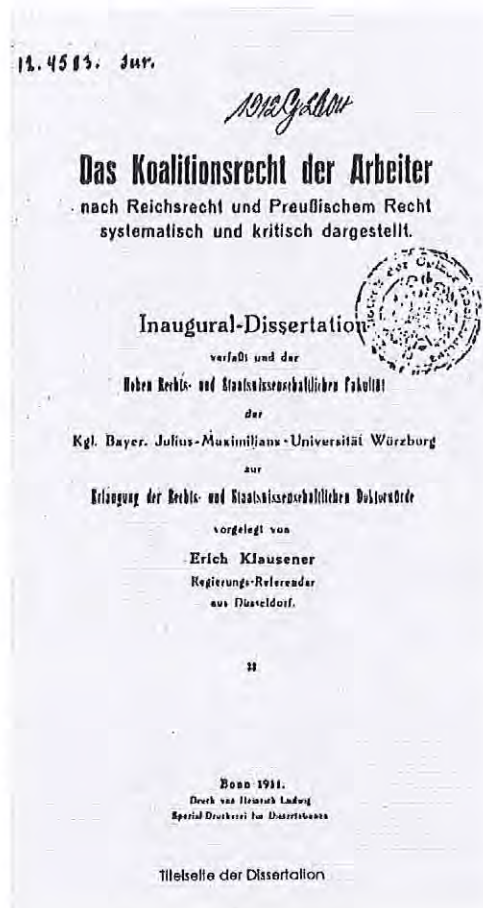 12.4583. Jur.
1912 G
Das Koalitionsrecht der Arbeiter
nach Reichsrecht und Preußischem Recht
systematisch und kritisch dargestellt.
Inaugural-Dissertation
verfaßt und der
Hohen Rechts- und Staatswissenschaftlichen Fakultät
der
Kgl. Bayer. Julius-Maximilians-Universität Würzburg
zur
Erlangung der Rechts- und Staatswissenschaftlichen Doktorwürde
vorgelegt von
Erich Klausener
Regierungs-Referendar
aus Düsseldorf.
Bonn 1911.
Druck von Heinrich Ludwig
Spezial-Druckerei für Dissertationen
Titelseite der Dissertation